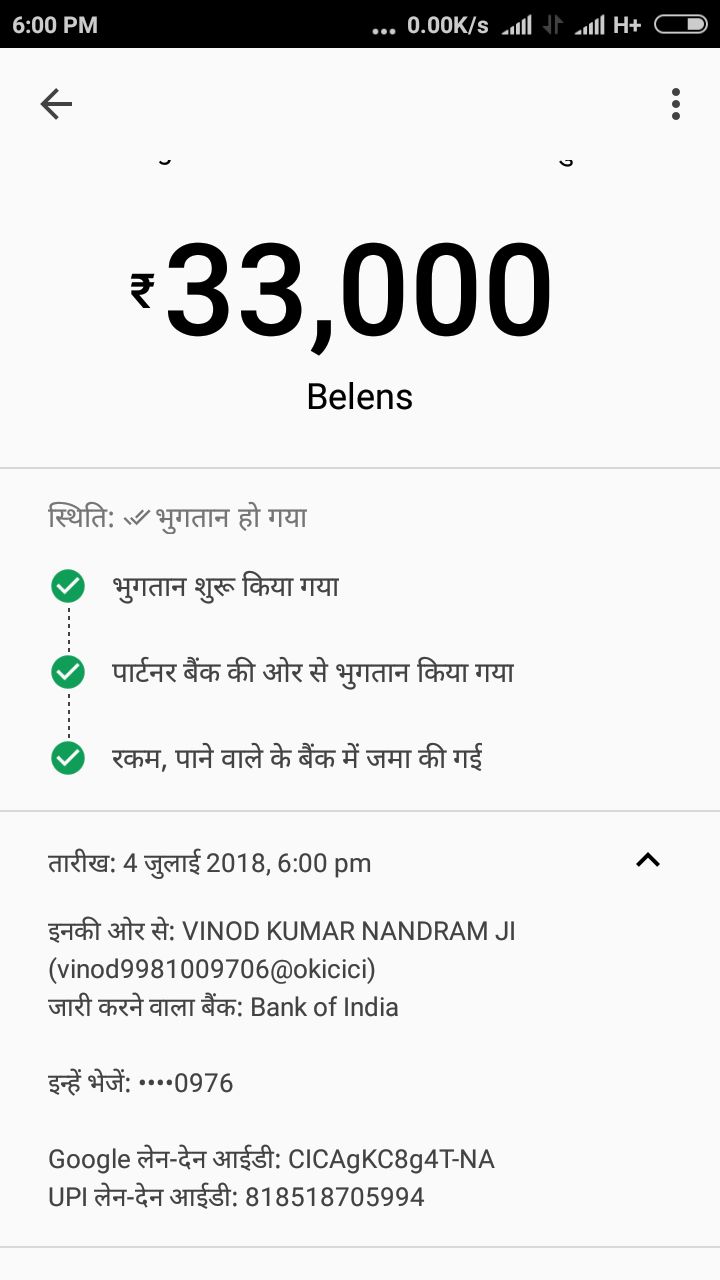 6:00 PM ... 0.00K/s H+
₹33,000
Belens
स्थिति: भुगतान हो गया
भुगतान शुरू किया गया
पार्टनर बैंक की ओर से भुगतान किया गया
रकम, पाने वाले के बैंक में जमा की गई
तारीख: 4 जुलाई 2018, 6:00 pm
इनकी ओर से: VINOD KUMAR NANDRAM JI
(vinod9981009706@okicici)
जारी करने वाला बैंक: Bank of India
इन्हें भेजें: ••••0976
Google लेन-देन आईडी: CICAgKC8g4T-NA
UPI लेन-देन आईडी: 818518705994